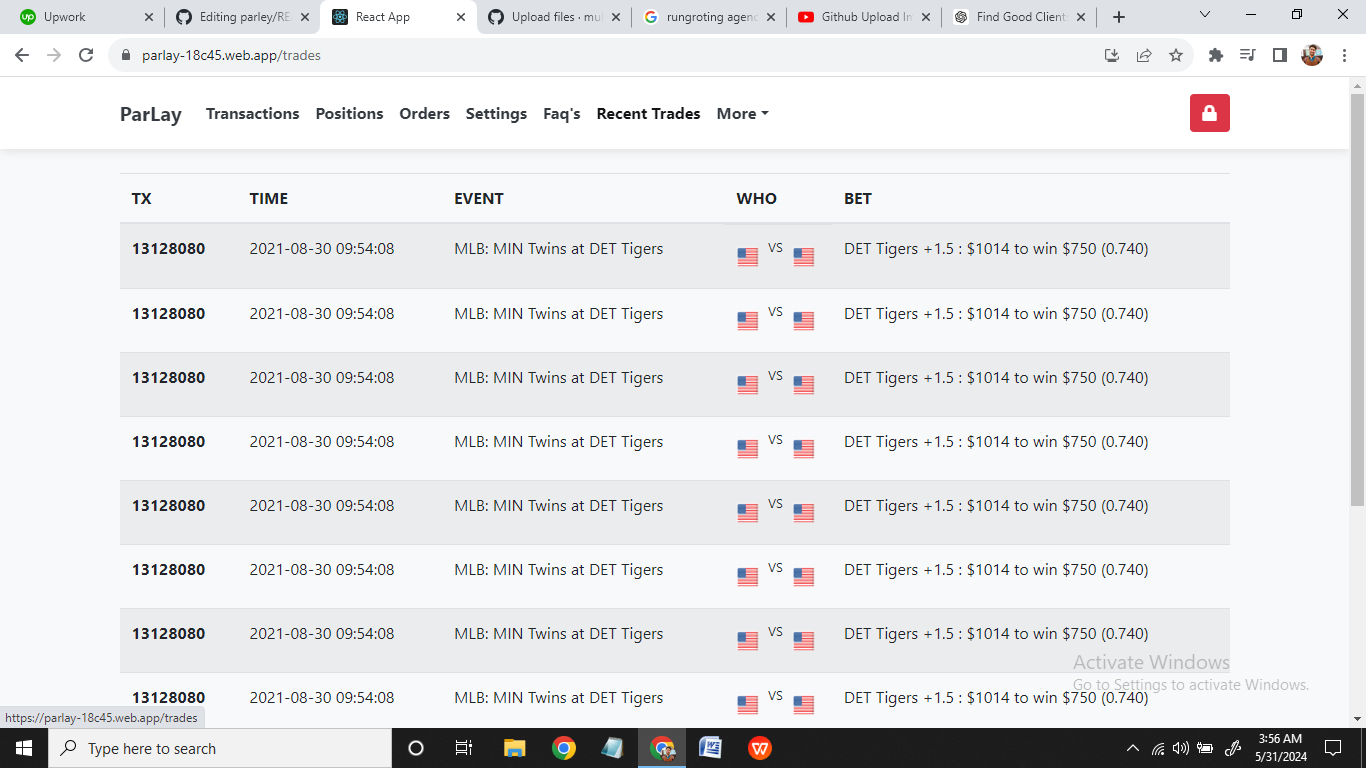 Upwork
Editing parley/RE
React App
Upload files · mul
rungroting agenc
Github Upload Im
Find Good Client
parlay-18c45.web.app/trades
ParLay Transactions Positions Orders Settings Faq's Recent Trades More
TX TIME EVENT WHO BET
13128080 2021-08-30 09:54:08 MLB: MIN Twins at DET Tigers VS DET Tigers +1.5 : $1014 to win $750 (0.740)
13128080 2021-08-30 09:54:08 MLB: MIN Twins at DET Tigers VS DET Tigers +1.5 : $1014 to win $750 (0.740)
13128080 2021-08-30 09:54:08 MLB: MIN Twins at DET Tigers VS DET Tigers +1.5 : $1014 to win $750 (0.740)
13128080 2021-08-30 09:54:08 MLB: MIN Twins at DET Tigers VS DET Tigers +1.5 : $1014 to win $750 (0.740)
13128080 2021-08-30 09:54:08 MLB: MIN Twins at DET Tigers VS DET Tigers +1.5 : $1014 to win $750 (0.740)
13128080 2021-08-30 09:54:08 MLB: MIN Twins at DET Tigers VS DET Tigers +1.5 : $1014 to win $750 (0.740)
13128080 2021-08-30 09:54:08 MLB: MIN Twins at DET Tigers VS DET Tigers +1.5 : $1014 to win $750 (0.740)
13128080 2021-08-30 09:54:08 MLB: MIN Twins at DET Tigers VS DET Tigers +1.5 : $1014 to win $750 (0.740)
Activate Windows
Go to Settings to activate Windows.
https://parlay-18c45.web.app/trades
Type here to search
3:56 AM
5/31/2024